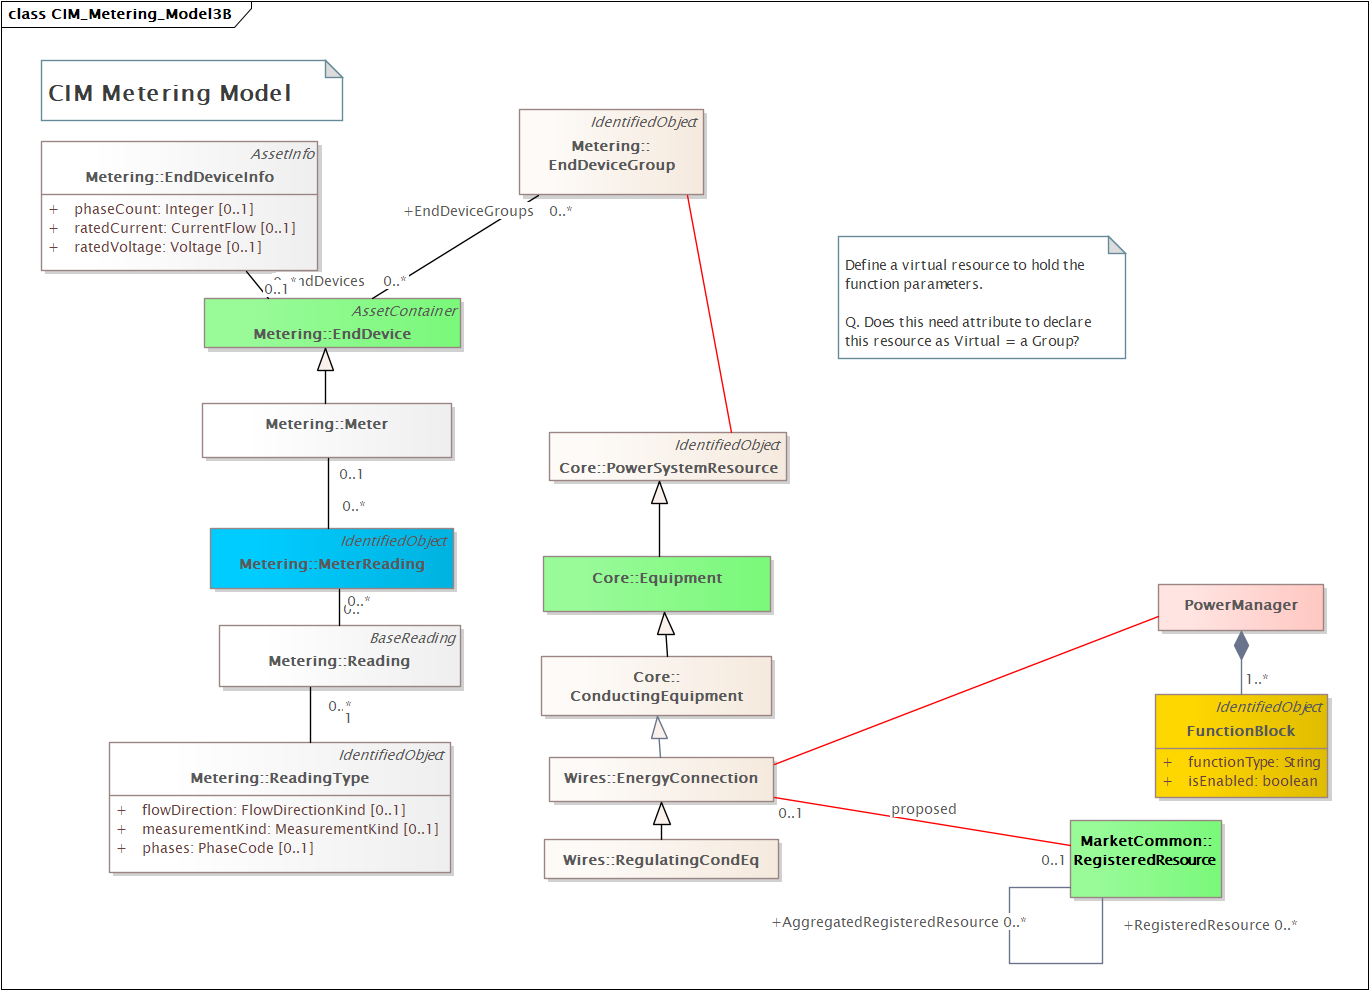 class CIM_Metering_Model3B
CIM Metering Model
AssetInfo
Metering::EndDeviceInfo
+ phaseCount: Integer [0..1]
+ ratedCurrent: CurrentFlow [0..1]
+ ratedVoltage: Voltage [0..1]
IdentifiedObject
Metering::
EndDeviceGroup
+EndDeviceGroups 0..*
0..*
0..1
0..*
AssetContainer
Metering::EndDevice
Define a virtual resource to hold the
function parameters.
Q. Does this need attribute to declare
this resource as Virtual = a Group?
Metering::Meter
0..1
0..*
IdentifiedObject
Metering::MeterReading
0..*
BaseReading
Metering::Reading
0..*
1
IdentifiedObject
Metering::ReadingType
+ flowDirection: FlowDirectionKind [0..1]
+ measurementKind: MeasurementKind [0..1]
+ phases: PhaseCode [0..1]
IdentifiedObject
Core::PowerSystemResource
Core::Equipment
Core::
ConductingEquipment
Wires::EnergyConnection
0..1
proposed
0..1
Wires::RegulatingCondEq
PowerManager
1..*
IdentifiedObject
FunctionBlock
+ functionType: String
+ isEnabled: boolean
MarketCommon::
RegisteredResource
+AggregatedRegisteredResource 0..*
+RegisteredResource 0..*